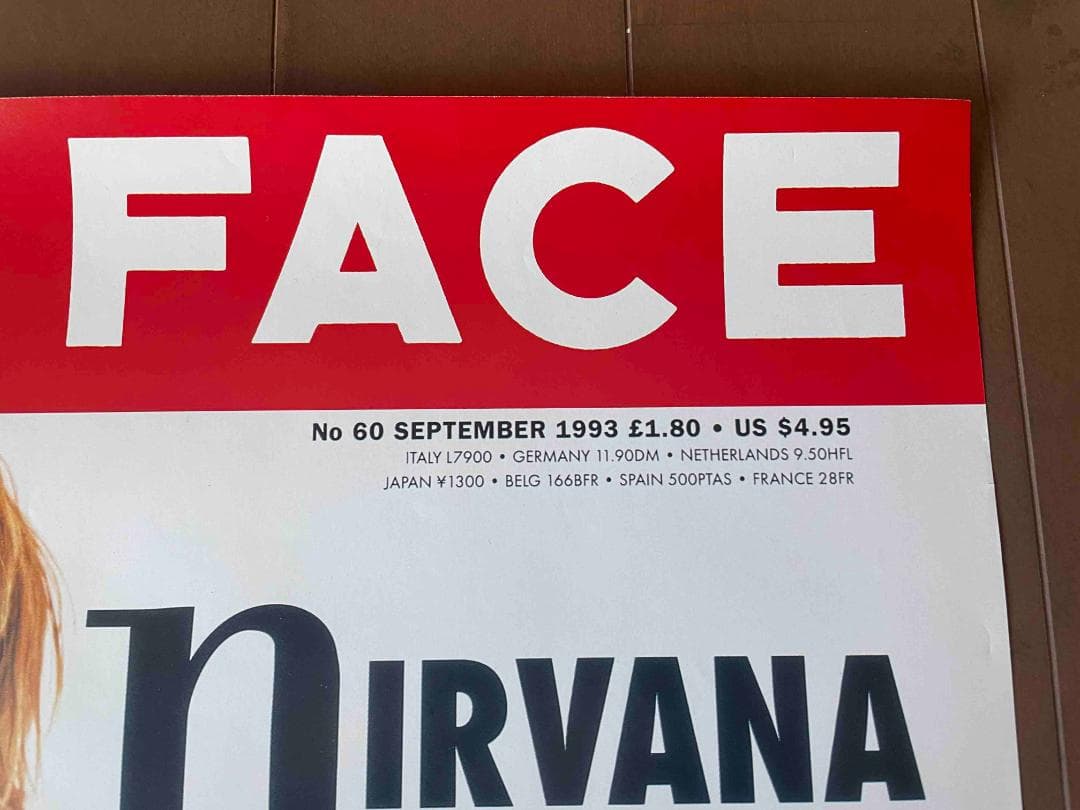 FACE
No 60 SEPTEMBER 1993 £1.80 • US $4.95
ITALY L7900 • GERMANY 11.90DM • NETHERLANDS 9.50HFL
JAPAN ¥1300 • BELG 166BFR • SPAIN 500PTAS • FRANCE 28FR
nIRVANA